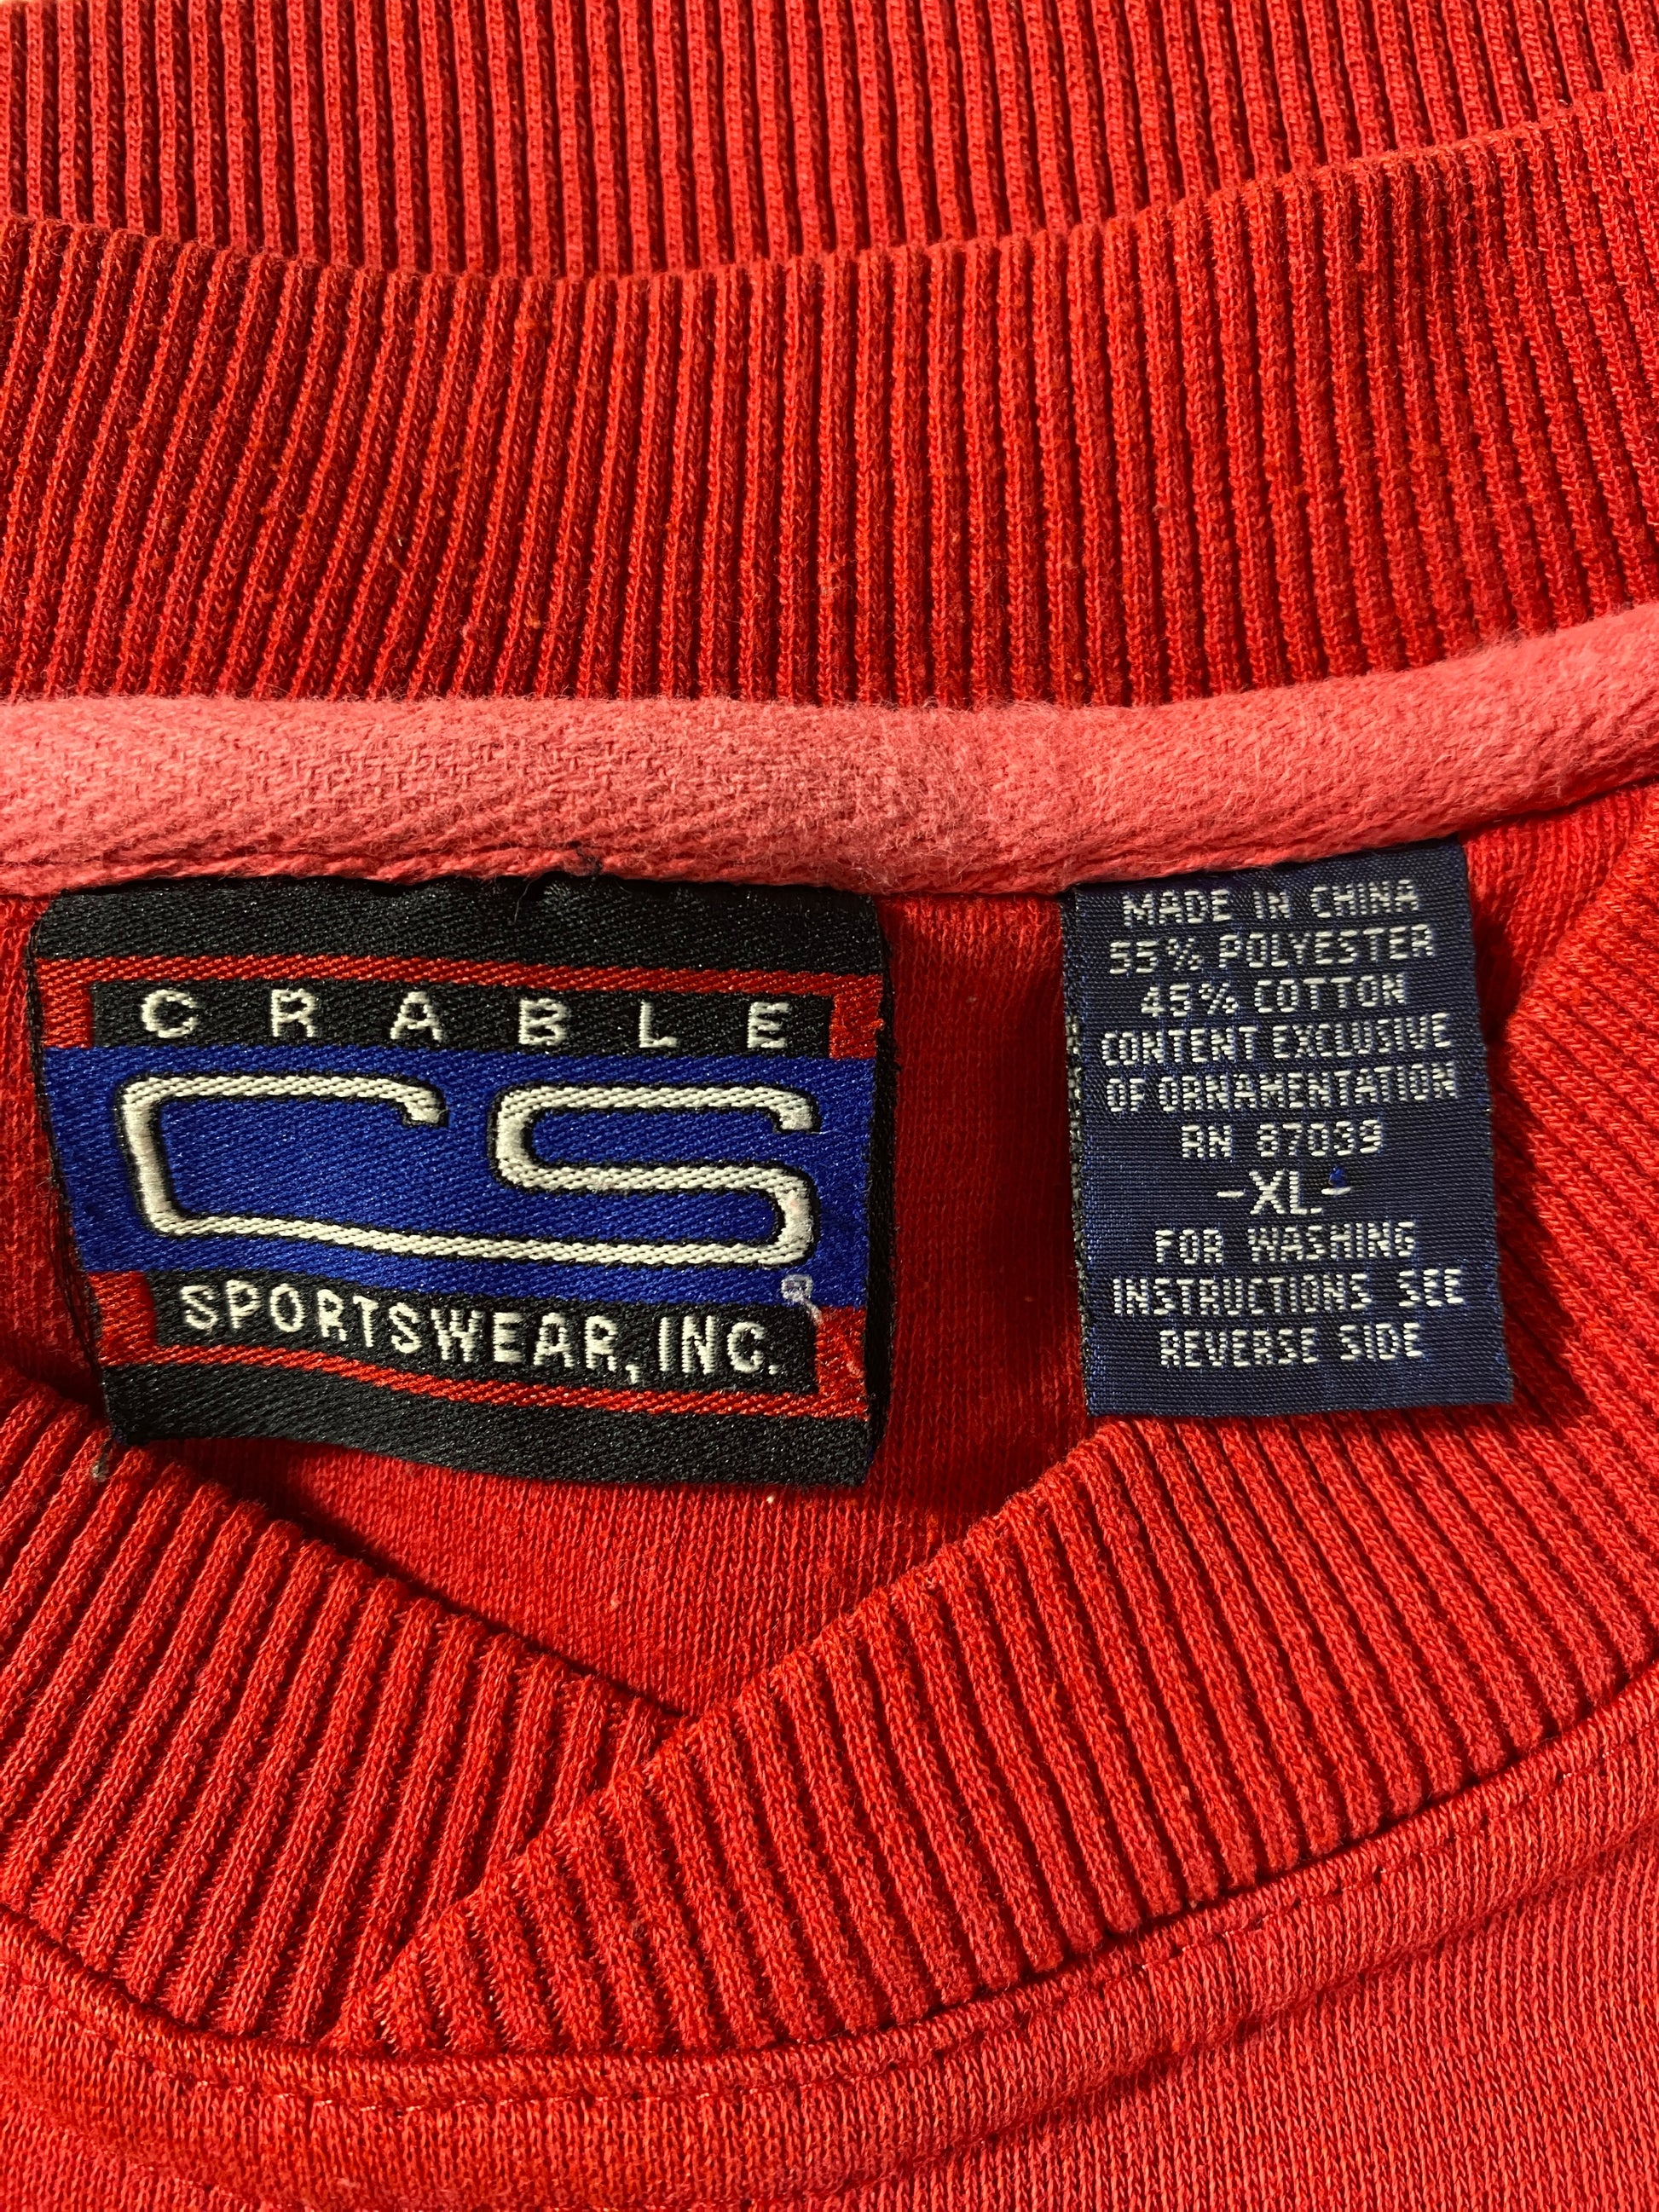 CRABLE
CS®
SPORTSWEAR, INC.
MADE IN CHINA
55% POLYESTER
45% COTTON
CONTENT EXCLUSIVE
OF ORNAMENTATION
RN 87039
-XL-
FOR WASHING
INSTRUCTIONS SEE
REVERSE SIDE